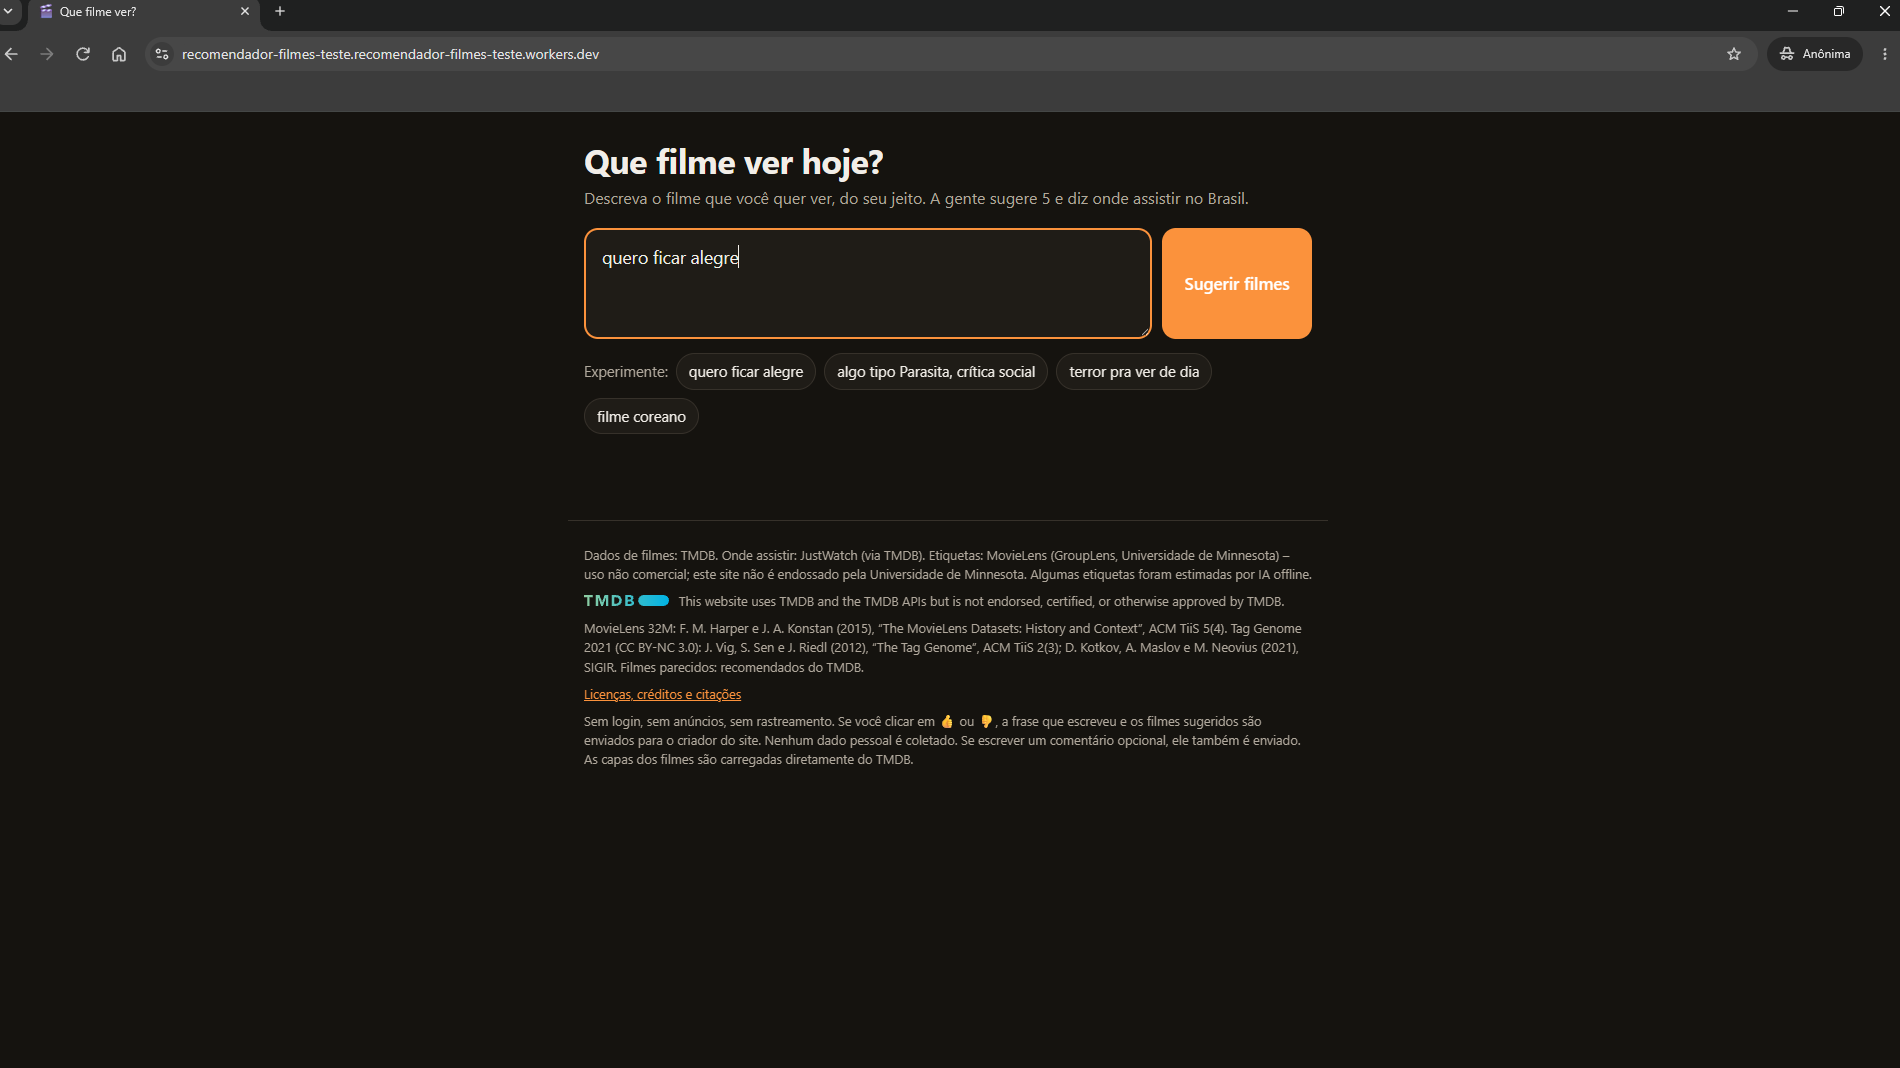 Que filme ver?
recomendador-filmes-teste.recomendador-filmes-teste.workers.dev
Anônima
Que filme ver hoje?
Descreva o filme que você quer ver, do seu jeito. A gente sugere 5 e diz onde assistir no Brasil.
quero ficar alegre
Sugerir filmes
Experimente:
quero ficar alegre
algo tipo Parasita, crítica social
terror pra ver de dia
filme coreano
Dados de filmes: TMDB. Onde assistir: JustWatch (via TMDB). Etiquetas: MovieLens (GroupLens, Universidade de Minnesota) –
uso não comercial; este site não é endossado pela Universidade de Minnesota. Algumas etiquetas foram estimadas por IA offline.
TMDB This website uses TMDB and the TMDB APIs but is not endorsed, certified, or otherwise approved by TMDB.
MovieLens 32M: F. M. Harper e J. A. Konstan (2015), “The MovieLens Datasets: History and Context”, ACM TiiS 5(4). Tag Genome
2021 (CC BY-NC 3.0): J. Vig, S. Sen e J. Riedl (2012), “The Tag Genome”, ACM TiiS 2(3); D. Kotkov, A. Maslov e M. Neovius (2021),
SIGIR. Filmes parecidos: recomendados do TMDB.
Licenças, créditos e citações
Sem login, sem anúncios, sem rastreamento. Se você clicar em 👍 ou 👎, a frase que escreveu e os filmes sugeridos são
enviados para o criador do site. Nenhum dado pessoal é coletado. Se escrever um comentário opcional, ele também é enviado.
As capas dos filmes são carregadas diretamente do TMDB.